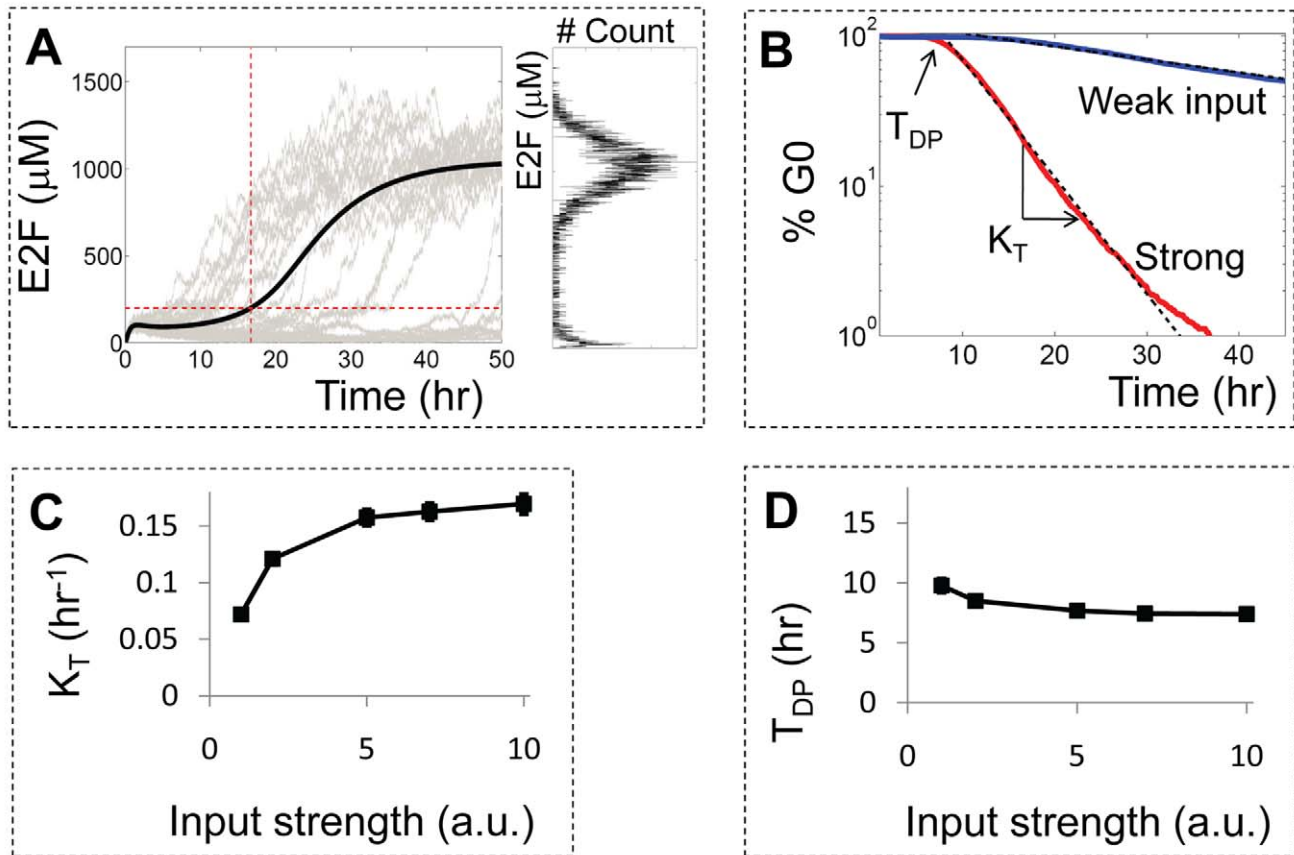 A
E2F (μM)
1500
1000
500
0
0 10 20 30 40 50
Time (hr)
# Count
E2F (μM)
B
% G0
10²
10¹
10⁰
T_DP
K_T
Weak input
Strong
10 20 30 40
Time (hr)
C
K_T (hr⁻¹)
0.15
0.1
0.05
0
0 5 10
Input strength (a.u.)
D
T_DP (hr)
15
10
5
0
0 5 10
Input strength (a.u.)